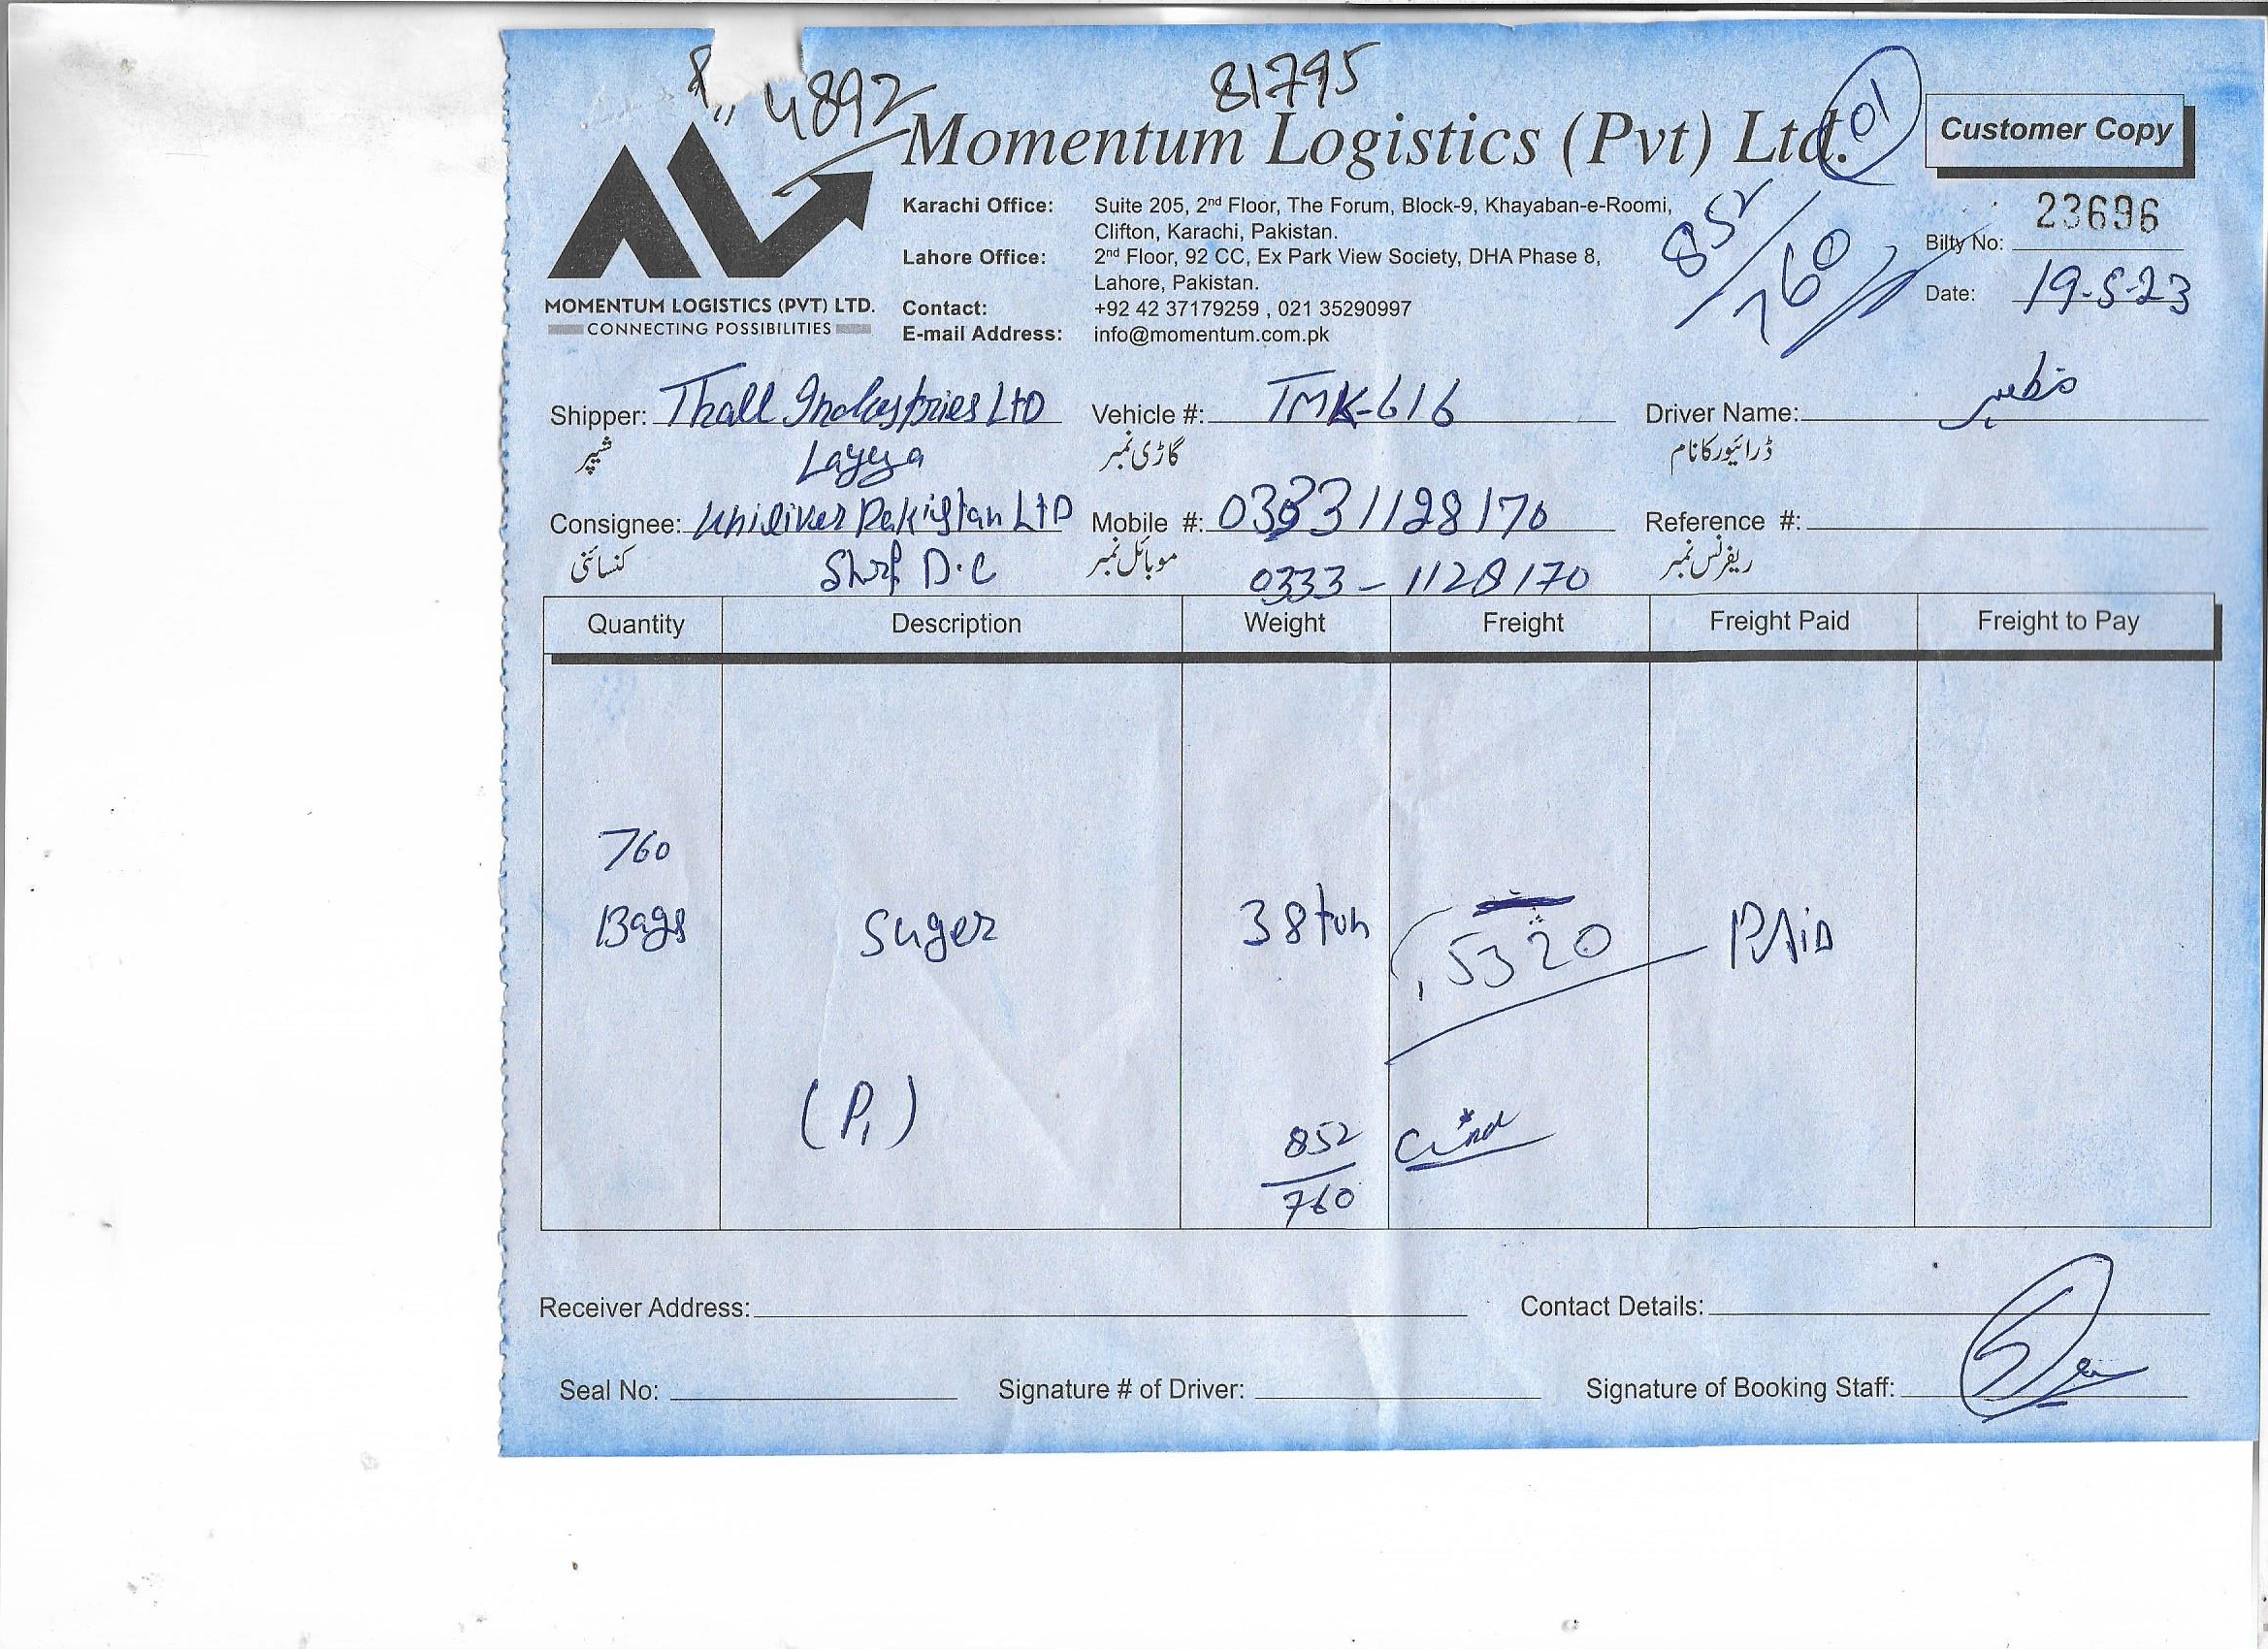 4892
81795
01
Momentum Logistics (Pvt) Ltd.
Customer Copy
Karachi Office: Suite 205, 2nd Floor, The Forum, Block-9, Khayaban-e-Roomi,
Clifton, Karachi, Pakistan.
Lahore Office: 2nd Floor, 92 CC, Ex Park View Society, DHA Phase 8,
Lahore, Pakistan.
Contact: +92 42 37179259 , 021 35290997
E-mail Address: info@momentum.com.pk
MOMENTUM LOGISTICS (PVT) LTD.
CONNECTING POSSIBILITIES
852
760
Bilty No: 23696
Date: 19-5-23
Shipper: Thall Industries LtD Vehicle #: TMK-616 Driver Name:
شپر Layya گاڑی نمبر ڈرائیور کا نام
Consignee: Uniliver Pakistan LtD Mobile #: 03331128170 Reference #:
کنسائنی D.C موبائل نمبر 0333-1128170 ریفرنس نمبر
Quantity Description Weight Freight Freight Paid Freight to Pay
760
Bags Suger 38 ton 5320 PAiD
(P1)
852
760
Receiver Address: Contact Details:
Seal No: Signature # of Driver: Signature of Booking Staff: